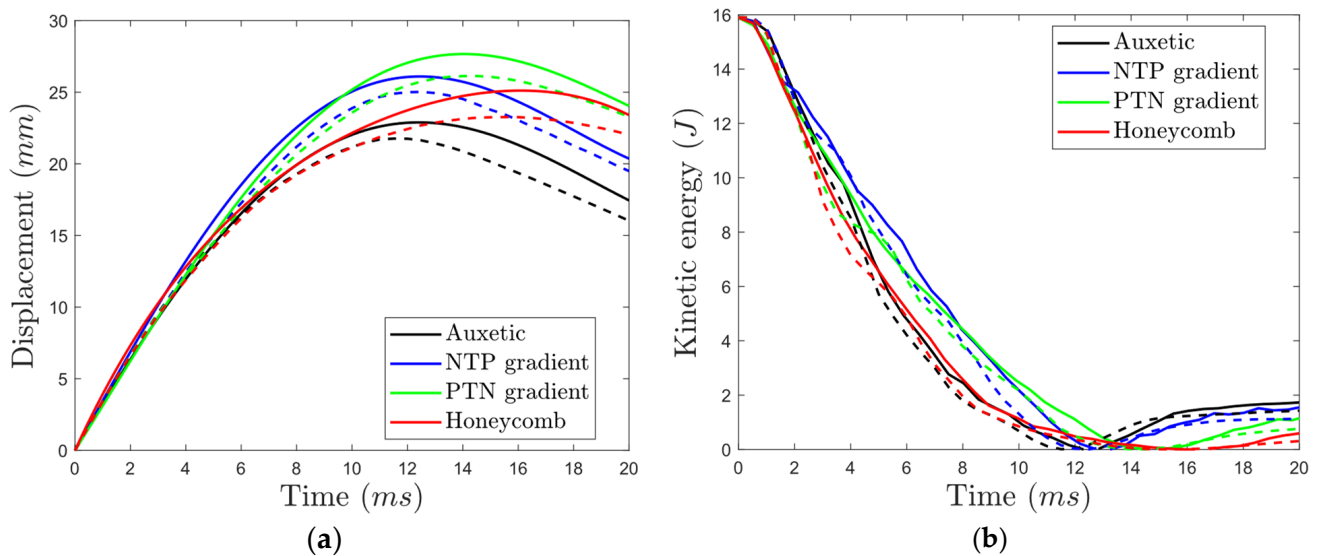 30
25
20
15
10
5
0
Displacement (mm)
0 2 4 6 8 10 12 14 16 18 20
Time (ms)
Auxetic
NTP gradient
PTN gradient
Honeycomb
(a)
16
14
12
10
8
6
4
2
0
Kinetic energy (J)
0 2 4 6 8 10 12 14 16 18 20
Time (ms)
Auxetic
NTP gradient
PTN gradient
Honeycomb
(b)